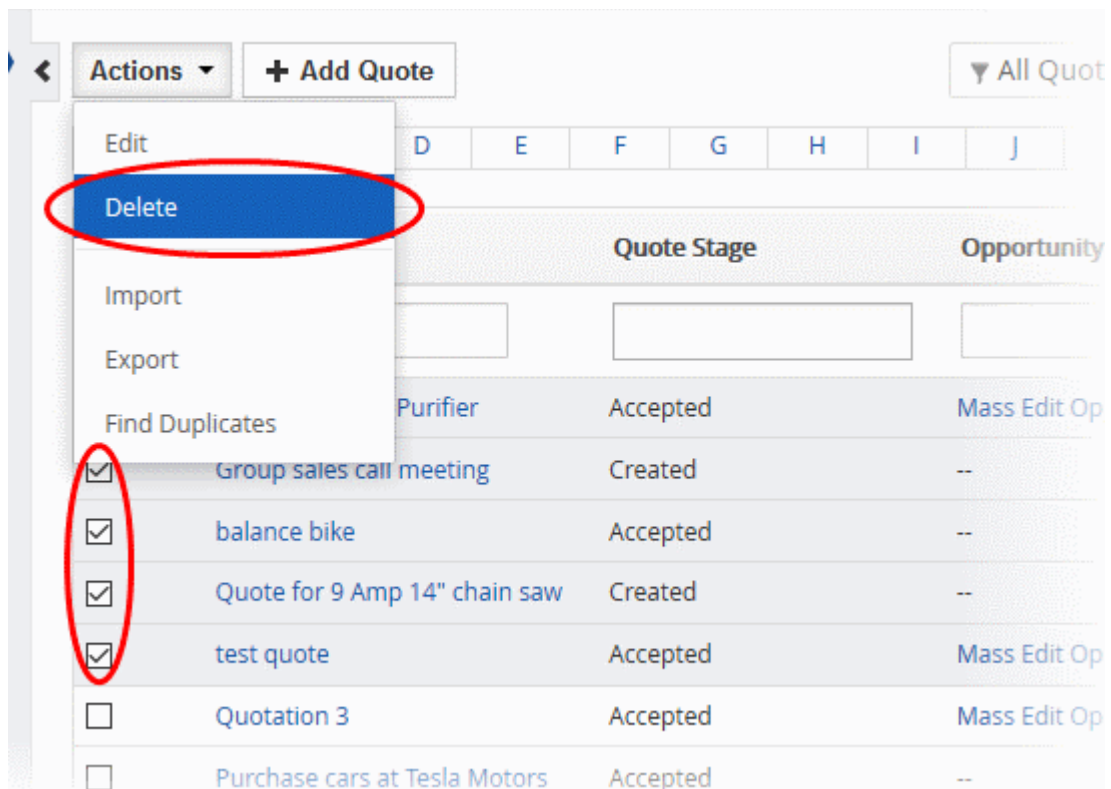 Actions + Add Quote All Quot
Edit D E F G H I J
Delete
Quote Stage Opportunity
Import
Export
Find Duplicates
Purifier Accepted Mass Edit Op
Group sales call meeting Created --
balance bike Accepted --
Quote for 9 Amp 14" chain saw Created --
test quote Accepted Mass Edit Op
Quotation 3 Accepted Mass Edit Op
Purchase cars at Tesla Motors Accepted --